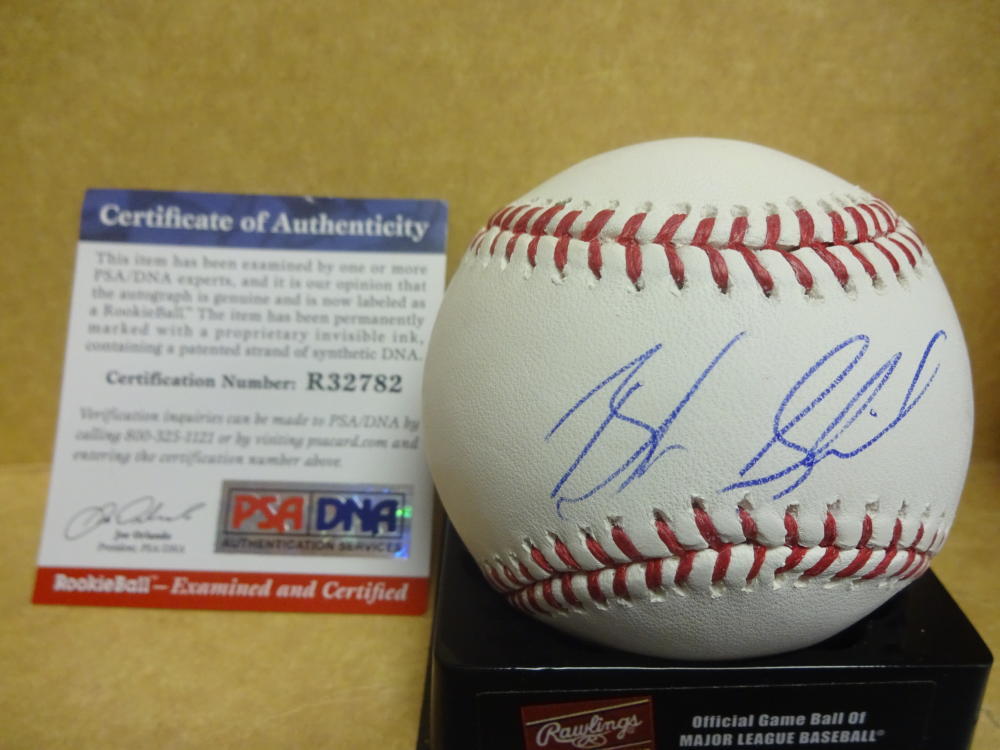 Certificate of Authenticity
This item has been examined by one or more
PSA/DNA experts, and it is our opinion that
the autograph is genuine and is now labeled as
a RookieBall.™ The item has been permanently
marked with a proprietary invisible ink,
containing a patented strand of synthetic DNA.
Certification Number: R32782
Verification inquiries can be made to PSA/DNA by
calling 800-325-1121 or by visiting psacard.com and
entering the certification number above.
Joe Orlando
President, PSA/DNA
PSA DNA
AUTHENTICATION SERVICES
RookieBall™ — Examined and Certified
Rawlings
Official Game Ball Of
MAJOR LEAGUE BASEBALL®